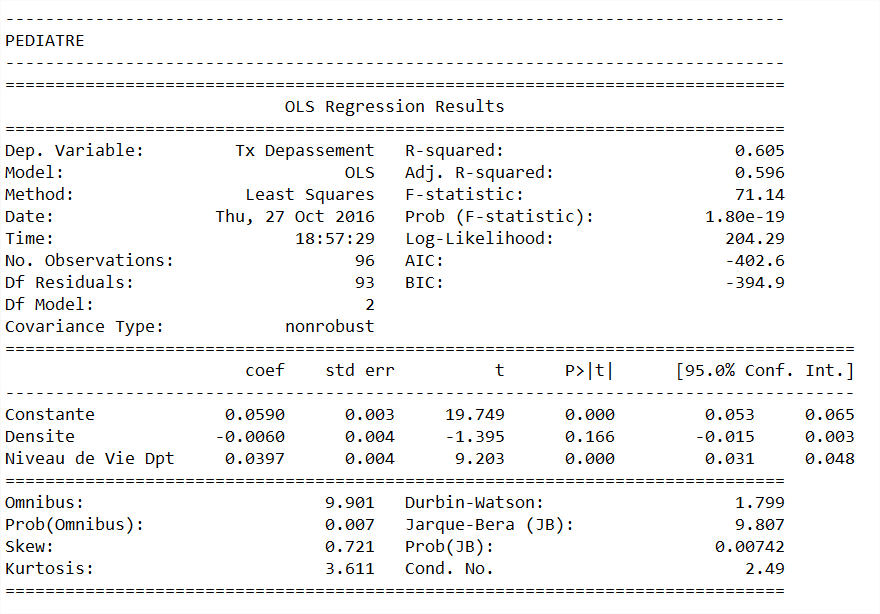 ------------------------------------------------------------------------------
PEDIATRE
------------------------------------------------------------------------------
==============================================================================
                            OLS Regression Results
==============================================================================
Dep. Variable:         Tx Depassement   R-squared:                       0.605
Model:                            OLS   Adj. R-squared:                  0.596
Method:                 Least Squares   F-statistic:                     71.14
Date:                Thu, 27 Oct 2016   Prob (F-statistic):           1.80e-19
Time:                        18:57:29   Log-Likelihood:                 204.29
No. Observations:                  96   AIC:                            -402.6
Df Residuals:                      93   BIC:                            -394.9
Df Model:                           2
Covariance Type:            nonrobust
=====================================================================================
                        coef    std err          t      P>|t|      [95.0% Conf. Int.]
-------------------------------------------------------------------------------------
Constante             0.0590      0.003     19.749      0.000         0.053     0.065
Densite              -0.0060      0.004     -1.395      0.166        -0.015     0.003
Niveau de Vie Dpt     0.0397      0.004      9.203      0.000         0.031     0.048
==============================================================================
Omnibus:                        9.901   Durbin-Watson:                   1.799
Prob(Omnibus):                  0.007   Jarque-Bera (JB):                9.807
Skew:                           0.721   Prob(JB):                      0.00742
Kurtosis:                       3.611   Cond. No.                         2.49
==============================================================================